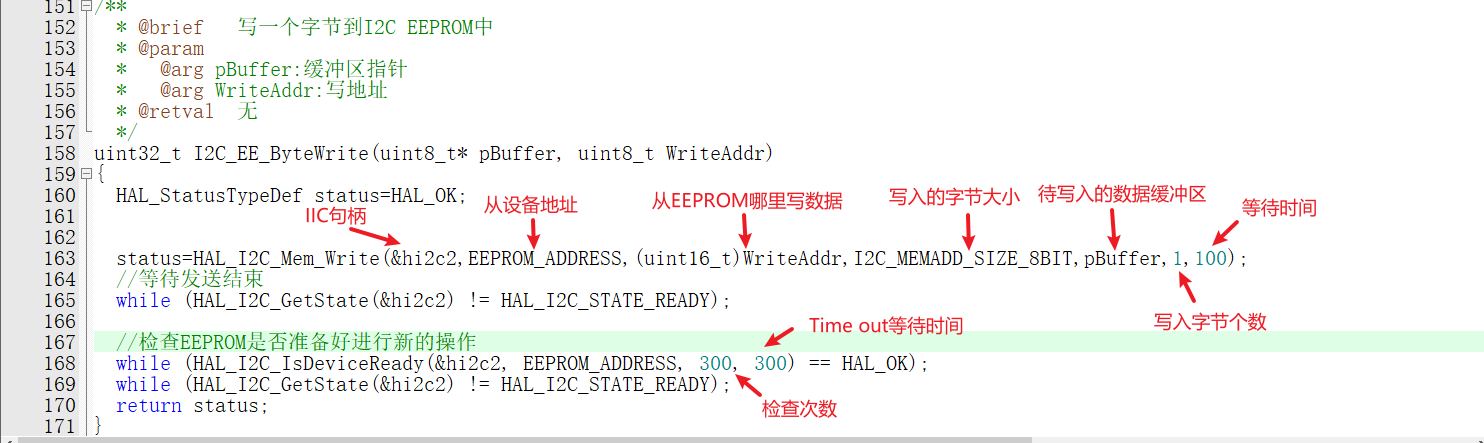 151 /**
152   * @brief   写一个字节到I2C EEPROM中
153   * @param
154   *   @arg pBuffer:缓冲区指针
155   *   @arg WriteAddr:写地址
156   * @retval  无
157   */
158 uint32_t I2C_EE_ByteWrite(uint8_t* pBuffer, uint8_t WriteAddr)
159 {
160   HAL_StatusTypeDef status=HAL_OK;
IIC句柄
从设备地址
从EEPROM哪里写数据
写入的字节大小
待写入的数据缓冲区
等待时间
161
162
163   status=HAL_I2C_Mem_Write(&hi2c2,EEPROM_ADDRESS,(uint16_t)WriteAddr,I2C_MEMADD_SIZE_8BIT,pBuffer,1,100);
164   //等待发送结束
165   while (HAL_I2C_GetState(&hi2c2) != HAL_I2C_STATE_READY);
写入字节个数
166
Time out等待时间
167   //检查EEPROM是否准备好进行新的操作
168   while (HAL_I2C_IsDeviceReady(&hi2c2, EEPROM_ADDRESS, 300, 300) == HAL_OK);
169   while (HAL_I2C_GetState(&hi2c2) != HAL_I2C_STATE_READY);
170   return status;
检查次数
171 }